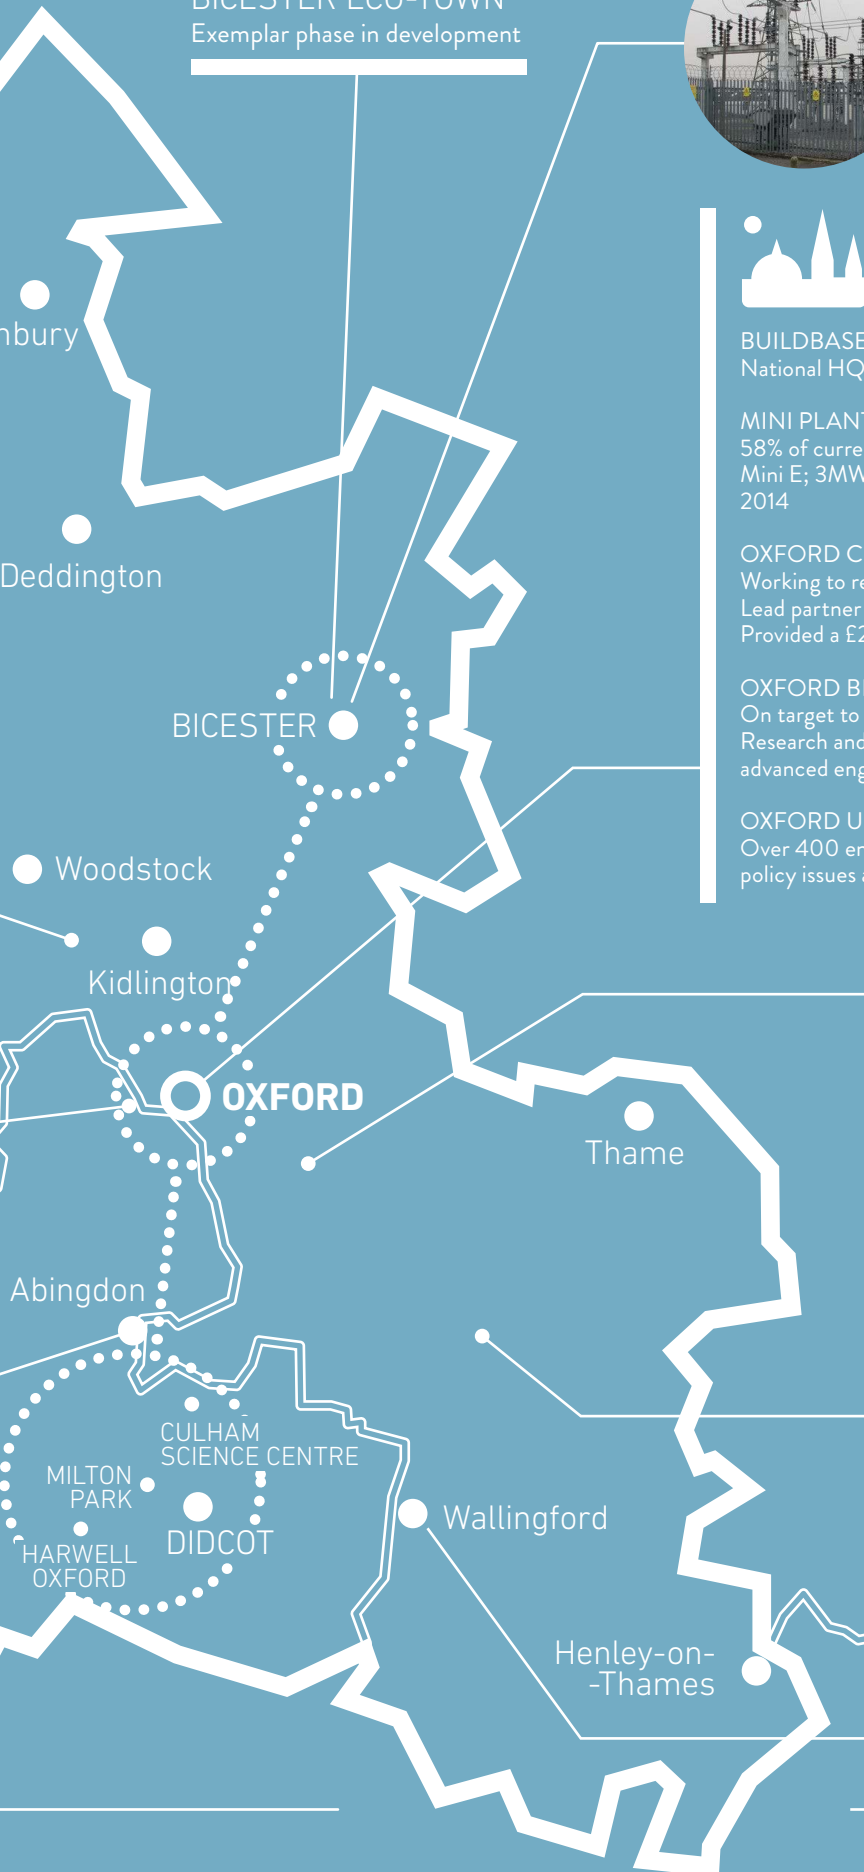 BICESTER ECO-TOWN
Exemplar phase in development
nbury
Deddington
BICESTER
Woodstock
Kidlington
OXFORD
Thame
Abingdon
CULHAM
SCIENCE CENTRE
MILTON
PARK
DIDCOT
HARWELL
OXFORD
Wallingford
Henley-on-
-Thames
BUILDBASE
National HQ
MINI PLANT
58% of curre
Mini E; 3MW
2014
OXFORD C
Working to re
Lead partner
Provided a £2
OXFORD B
On target to
Research and
advanced eng
OXFORD U
Over 400 en
policy issues a